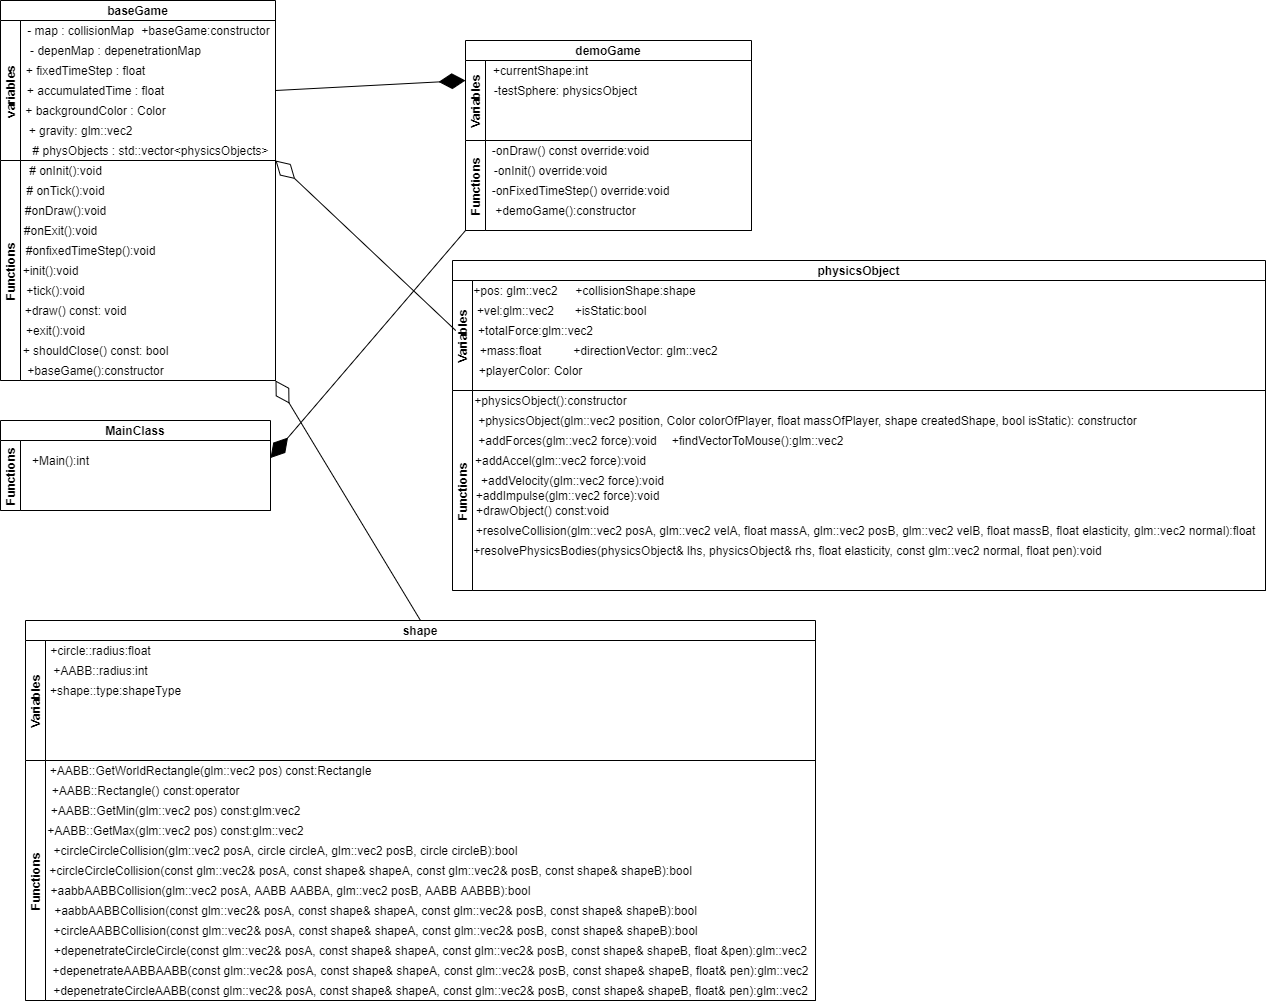 baseGame
variables
- map : collisionMap +baseGame:constructor
- depenMap : depenetrationMap
+ fixedTimeStep : float
+ accumulatedTime : float
+ backgroundColor : Color
+ gravity: glm::vec2
# physObjects : std::vector<physicsObjects>
Functions
# onInit():void
# onTick():void
#onDraw():void
#onExit():void
#onfixedTimeStep():void
+init():void
+tick():void
+draw() const: void
+exit():void
+ shouldClose() const: bool
+baseGame():constructor
demoGame
Variables
+currentShape:int
-testSphere: physicsObject
Functions
-onDraw() const override:void
-onInit() override:void
-onFixedTimeStep() override:void
+demoGame():constructor
physicsObject
Variables
+pos: glm::vec2 +collisionShape:shape
+vel:glm::vec2 +isStatic:bool
+totalForce:glm::vec2
+mass:float +directionVector: glm::vec2
+playerColor: Color
Functions
+physicsObject():constructor
+physicsObject(glm::vec2 position, Color colorOfPlayer, float massOfPlayer, shape createdShape, bool isStatic): constructor
+addForces(glm::vec2 force):void +findVectorToMouse():glm::vec2
+addAccel(glm::vec2 force):void
+addVelocity(glm::vec2 force):void
+addImpulse(glm::vec2 force):void
+drawObject() const:void
+resolveCollision(glm::vec2 posA, glm::vec2 velA, float massA, glm::vec2 posB, glm::vec2 velB, float massB, float elasticity, glm::vec2 normal):float
+resolvePhysicsBodies(physicsObject& lhs, physicsObject& rhs, float elasticity, const glm::vec2 normal, float pen):void
MainClass
Functions
+Main():int
shape
Variables
+circle::radius:float
+AABB::radius:int
+shape::type:shapeType
Functions
+AABB::GetWorldRectangle(glm::vec2 pos) const:Rectangle
+AABB::Rectangle() const:operator
+AABB::GetMin(glm::vec2 pos) const:glm:vec2
+AABB::GetMax(glm::vec2 pos) const:glm::vec2
+circleCircleCollision(glm::vec2 posA, circle circleA, glm::vec2 posB, circle circleB):bool
+circleCircleCollision(const glm::vec2& posA, const shape& shapeA, const glm::vec2& posB, const shape& shapeB):bool
+aabbAABBCollision(glm::vec2 posA, AABB AABBA, glm::vec2 posB, AABB AABBB):bool
+aabbAABBCollision(const glm::vec2& posA, const shape& shapeA, const glm::vec2& posB, const shape& shapeB):bool
+circleAABBCollision(const glm::vec2& posA, const shape& shapeA, const glm::vec2& posB, const shape& shapeB):bool
+depenetrateCircleCircle(const glm::vec2& posA, const shape& shapeA, const glm::vec2& posB, const shape& shapeB, float &pen):glm::vec2
+depenetrateAABBAABB(const glm::vec2& posA, const shape& shapeA, const glm::vec2& posB, const shape& shapeB, float& pen):glm::vec2
+depenetrateCircleAABB(const glm::vec2& posA, const shape& shapeA, const glm::vec2& posB, const shape& shapeB, float& pen):glm::vec2